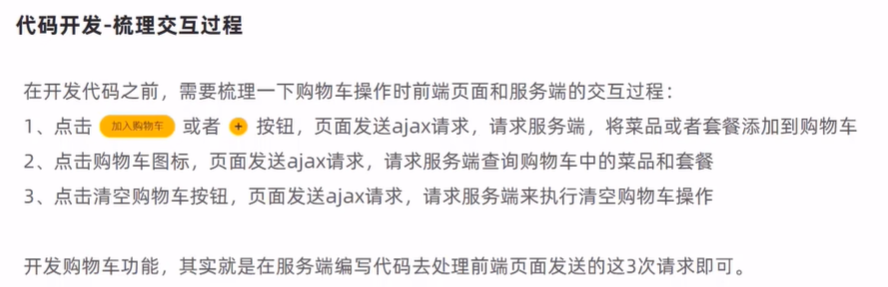 代码开发-梳理交互过程
在开发代码之前，需要梳理一下购物车操作时前端页面和服务端的交互过程：
1、点击 加入购物车 或者 + 按钮，页面发送ajax请求，请求服务端，将菜品或者套餐添加到购物车
2、点击购物车图标，页面发送ajax请求，请求服务端查询购物车中的菜品和套餐
3、点击清空购物车按钮，页面发送ajax请求，请求服务端来执行清空购物车操作
开发购物车功能，其实就是在服务端编写代码去处理前端页面发送的这3次请求即可。